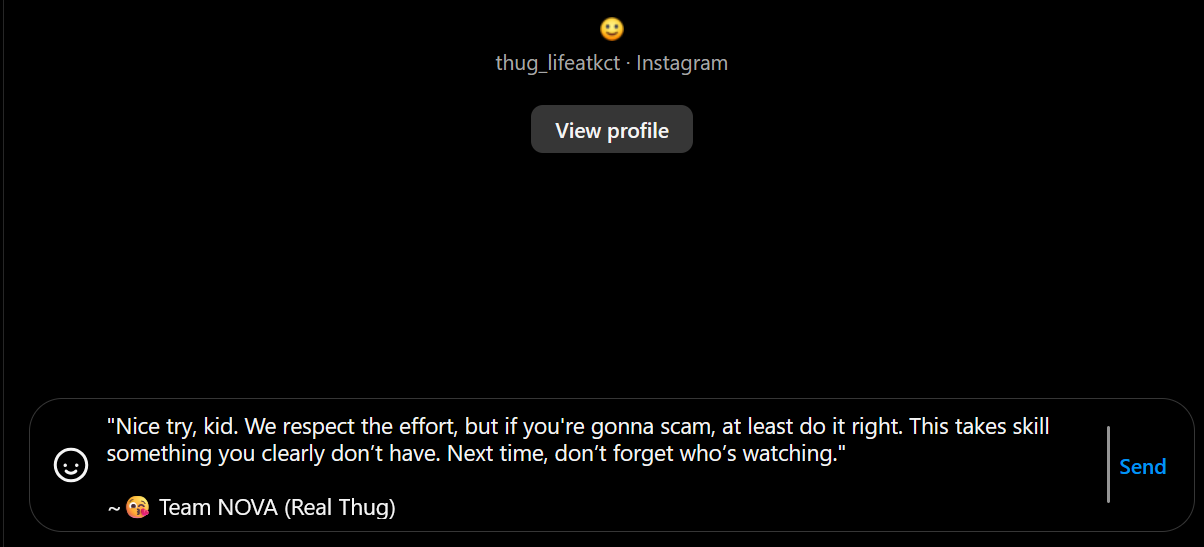 🙂
thug_lifeatkct · Instagram
View profile
"Nice try, kid. We respect the effort, but if you're gonna scam, at least do it right. This takes skill
something you clearly don’t have. Next time, don’t forget who’s watching."
~😘 Team NOVA (Real Thug)
Send